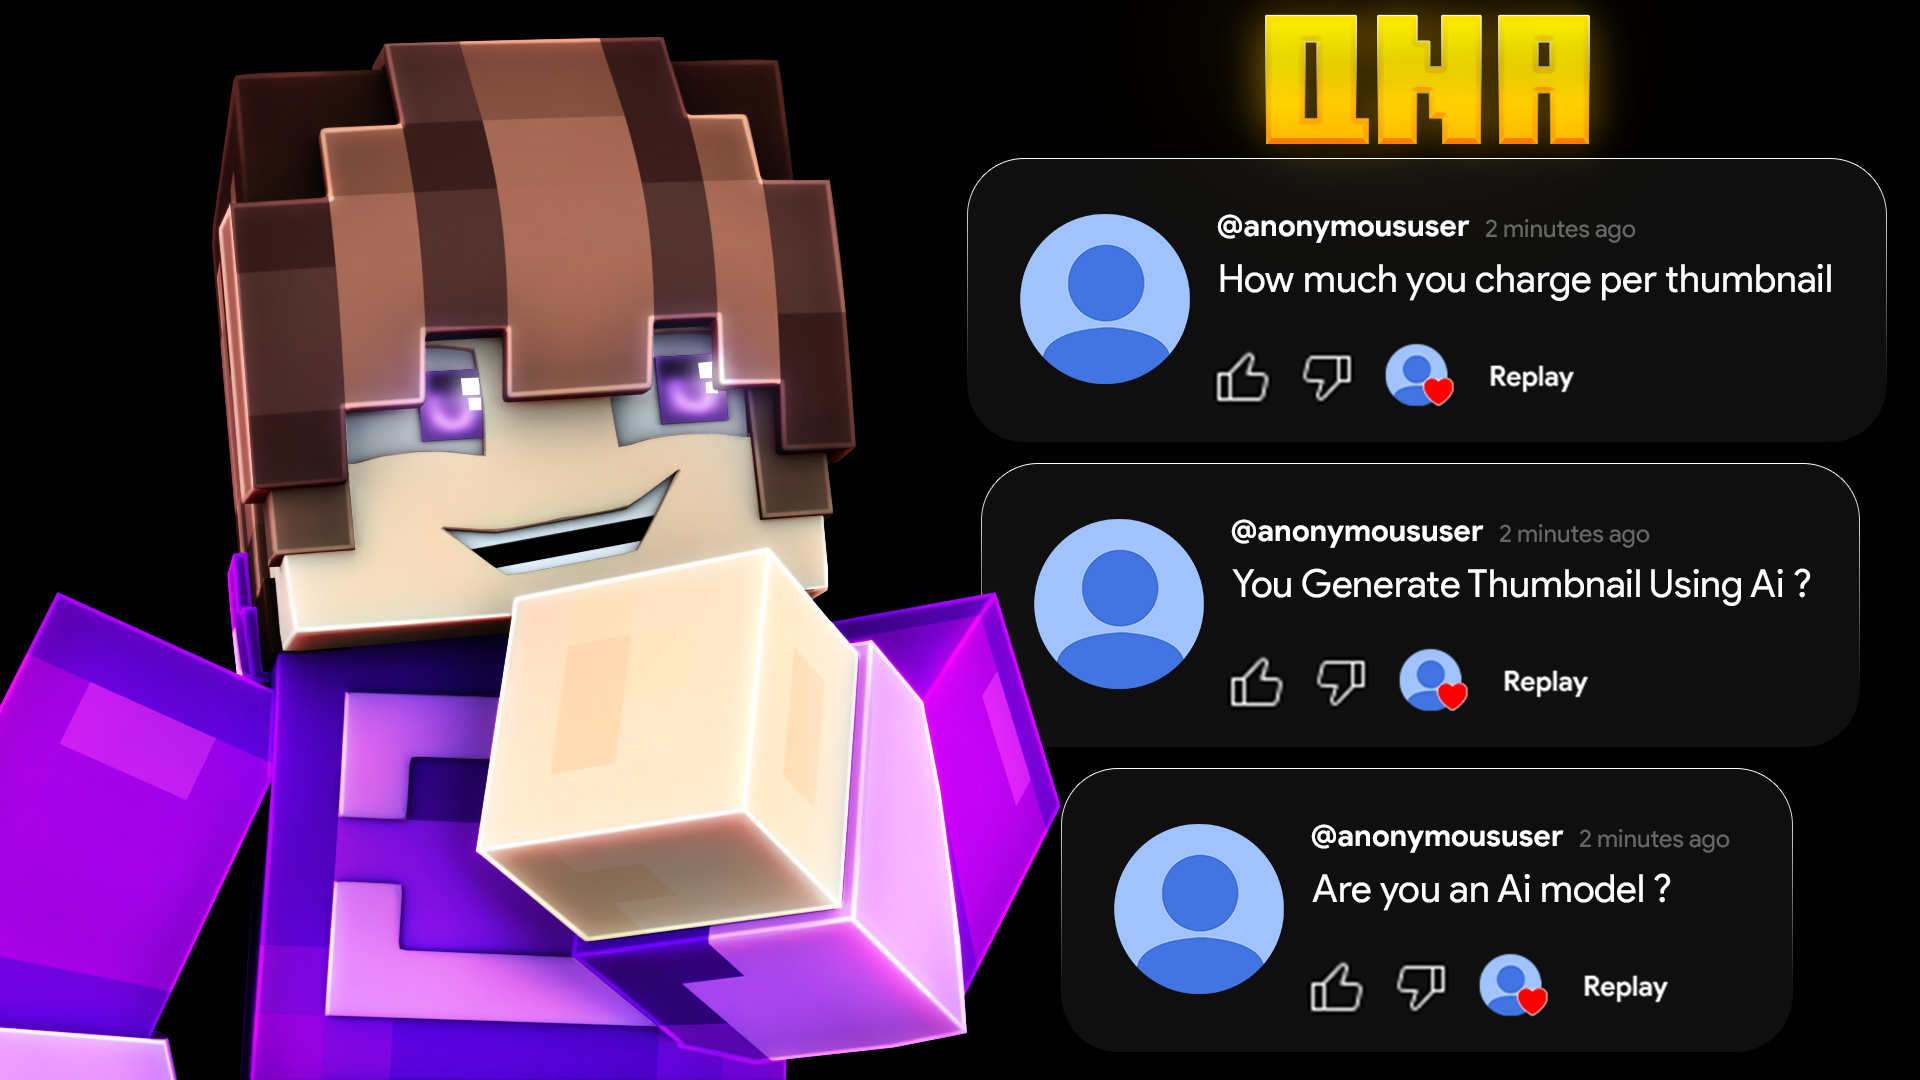 QNA
@anonymoususer 2 minutes ago
How much you charge per thumbnail
Replay
@anonymoususer 2 minutes ago
You Generate Thumbnail Using Ai ?
Replay
@anonymoususer 2 minutes ago
Are you an Ai model ?
Replay